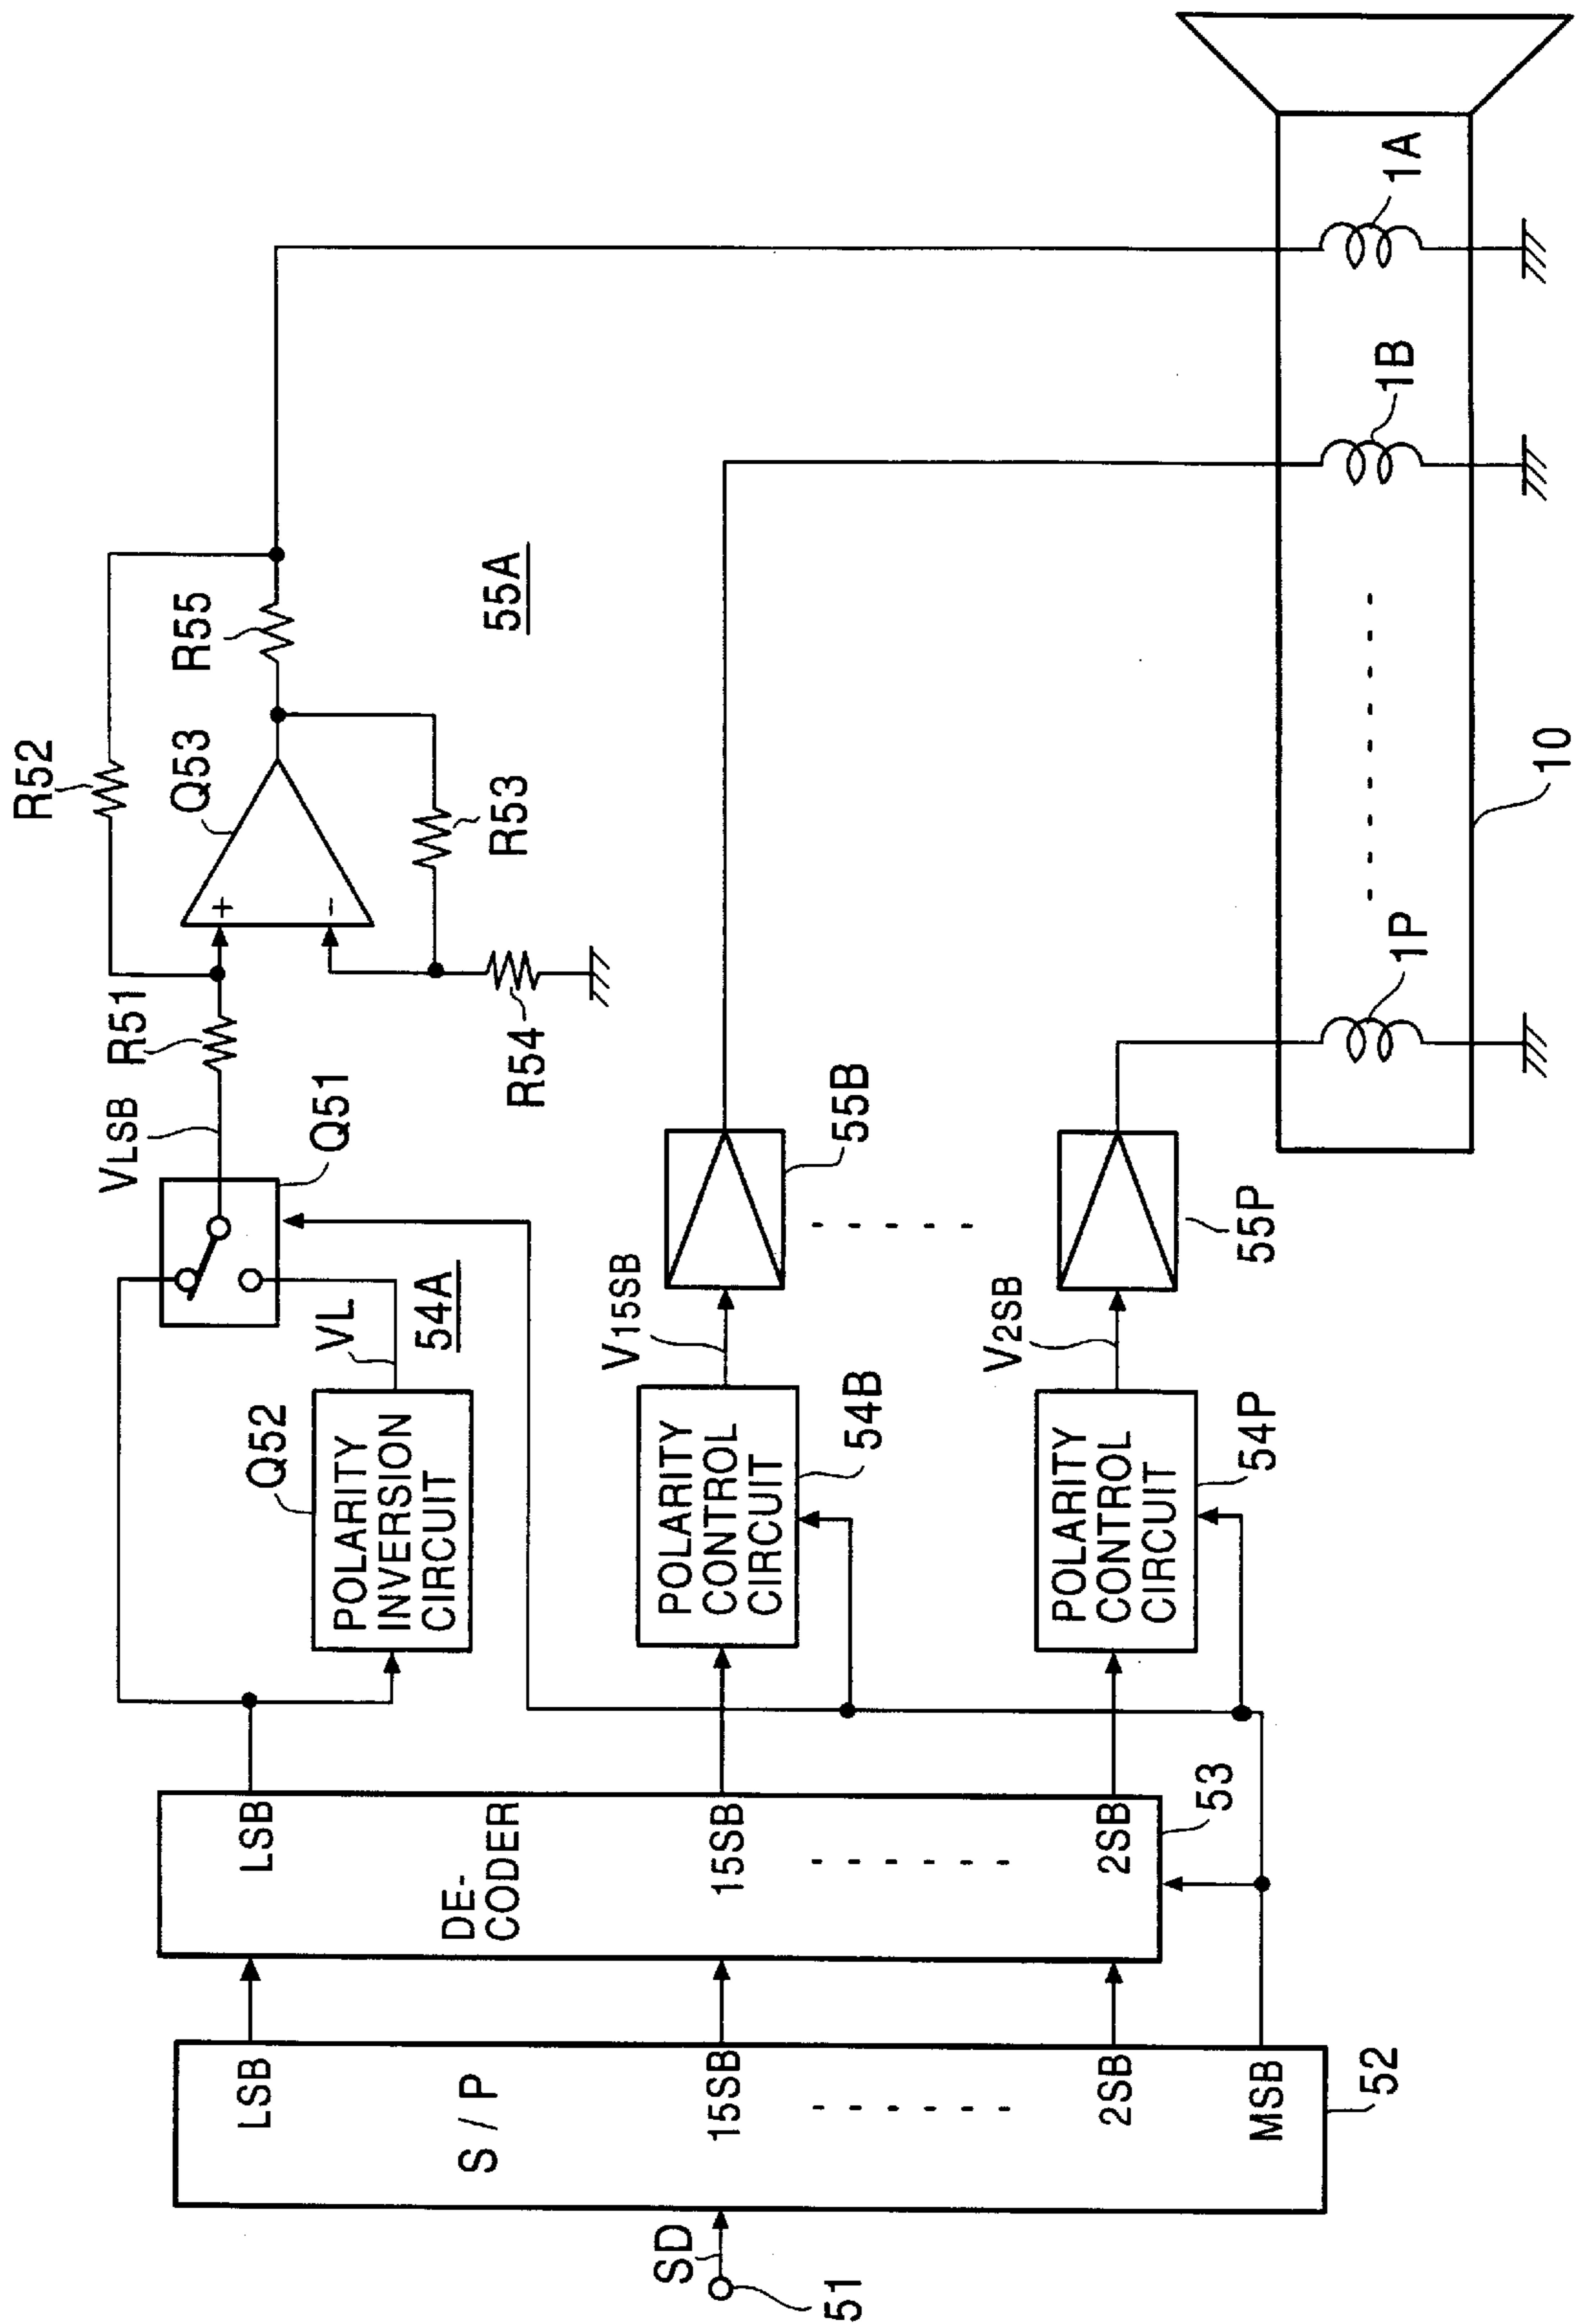 SD
51
S / P
LSB
15SB
2SB
MSB
52
DE-
CODER
LSB
15SB
2SB
53
Q52
POLARITY
INVERSION
CIRCUIT
VL
54A
POLARITY
CONTROL
CIRCUIT
54B
POLARITY
CONTROL
CIRCUIT
54P
VLSB
Q51
V15SB
55B
V2SB
55P
R51
R52
Q53
+
−
R53
R54
R55
55A
1A
1B
1P
10